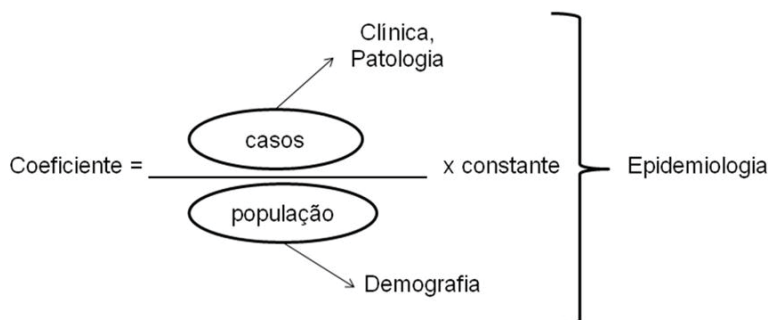 Clínica,
Patologia
casos
Coeficiente = x constante Epidemiologia
população
Demografia